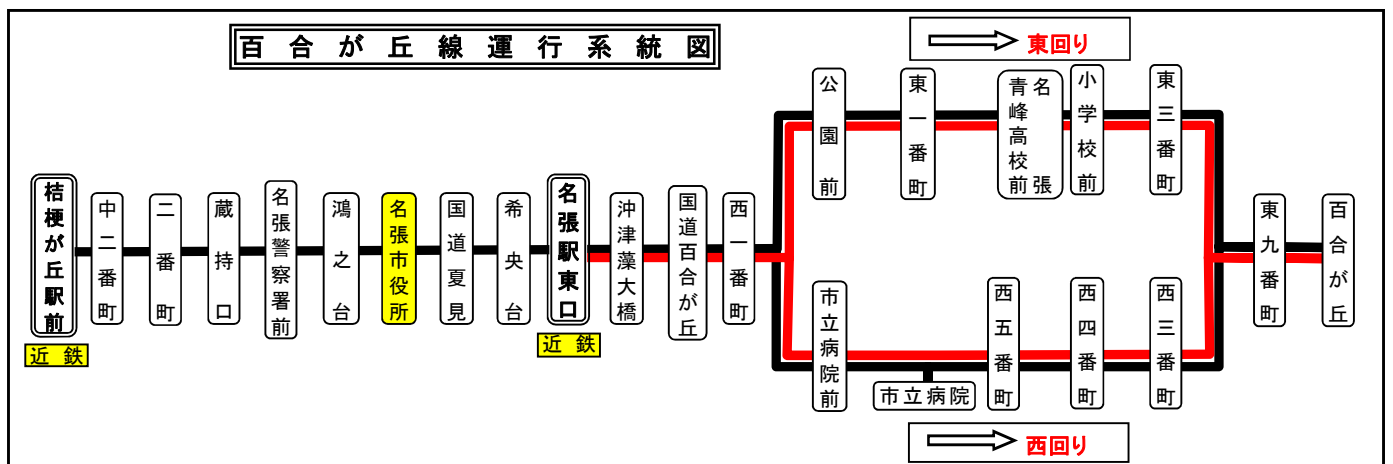 百合が丘線運行系統図
東回り
公園前
東一番町
名張青峰高校前
小学校前
東三番町
桔梗が丘駅前
中二番町
二番町
蔵持口
名張警察署前
鴻之台
名張市役所
国道夏見
希央台
名張駅東口
沖津藻大橋
国道百合が丘
西一番町
東九番町
百合が丘
近鉄
近鉄
市立病院前
市立病院
西五番町
西四番町
西三番町
西回り